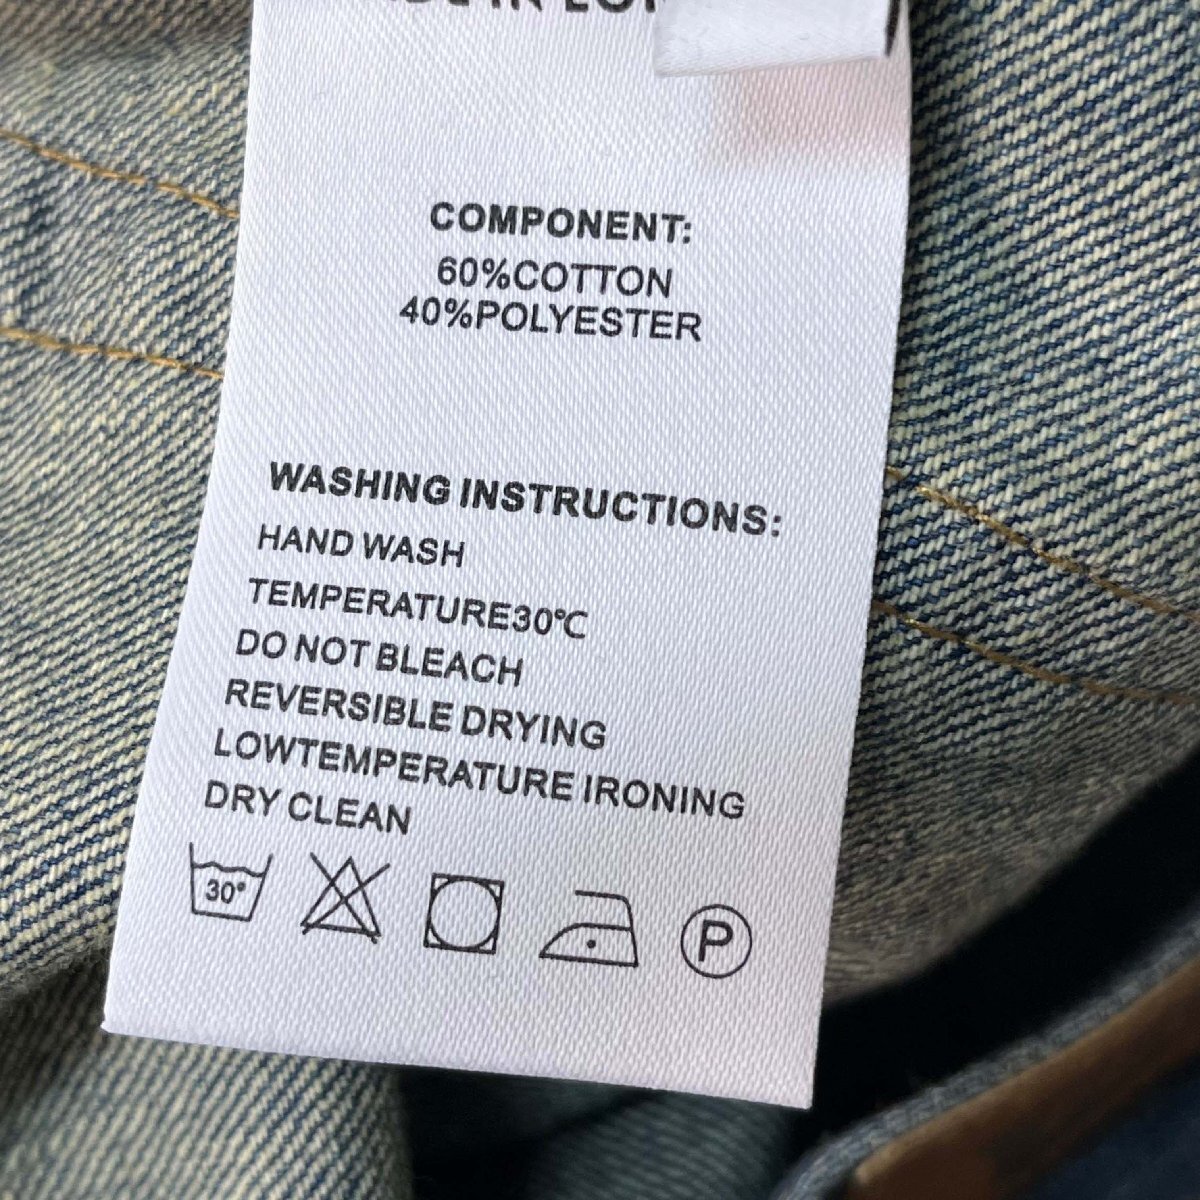 COMPONENT:
60%COTTON
40%POLYESTER
WASHING INSTRUCTIONS:
HAND WASH
TEMPERATURE30℃
DO NOT BLEACH
REVERSIBLE DRYING
LOWTEMPERATURE IRONING
DRY CLEAN
30°
P